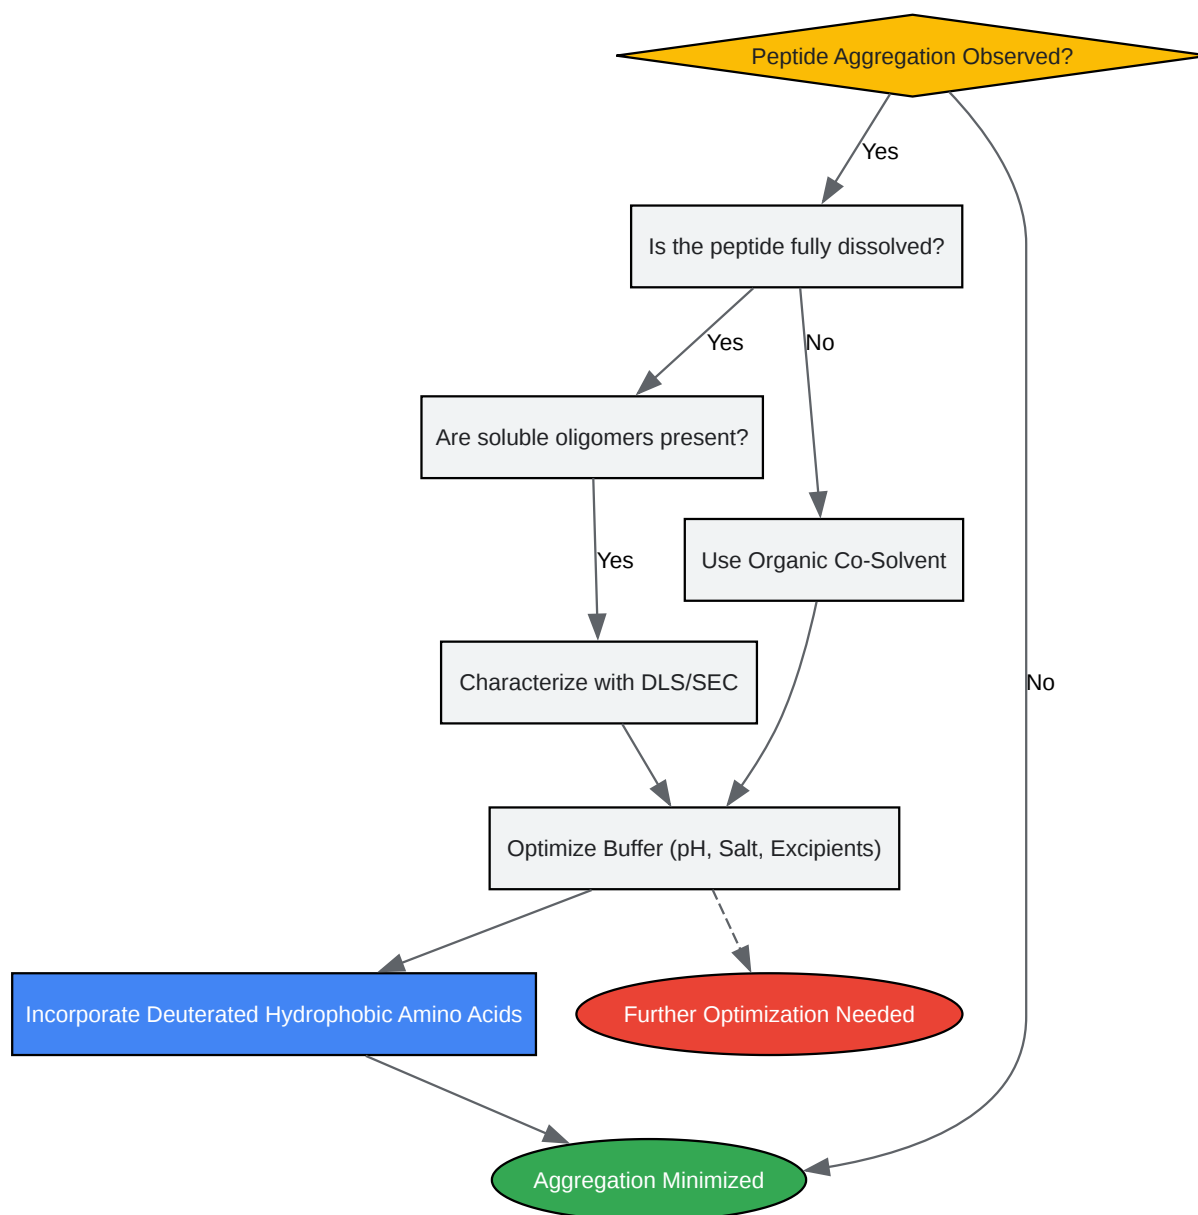 Peptide Aggregation Observed?
Yes
Is the peptide fully dissolved?
Yes
No
Are soluble oligomers present?
Use Organic Co-Solvent
Yes
Characterize with DLS/SEC
No
Optimize Buffer (pH, Salt, Excipients)
Incorporate Deuterated Hydrophobic Amino Acids
Further Optimization Needed
Aggregation Minimized